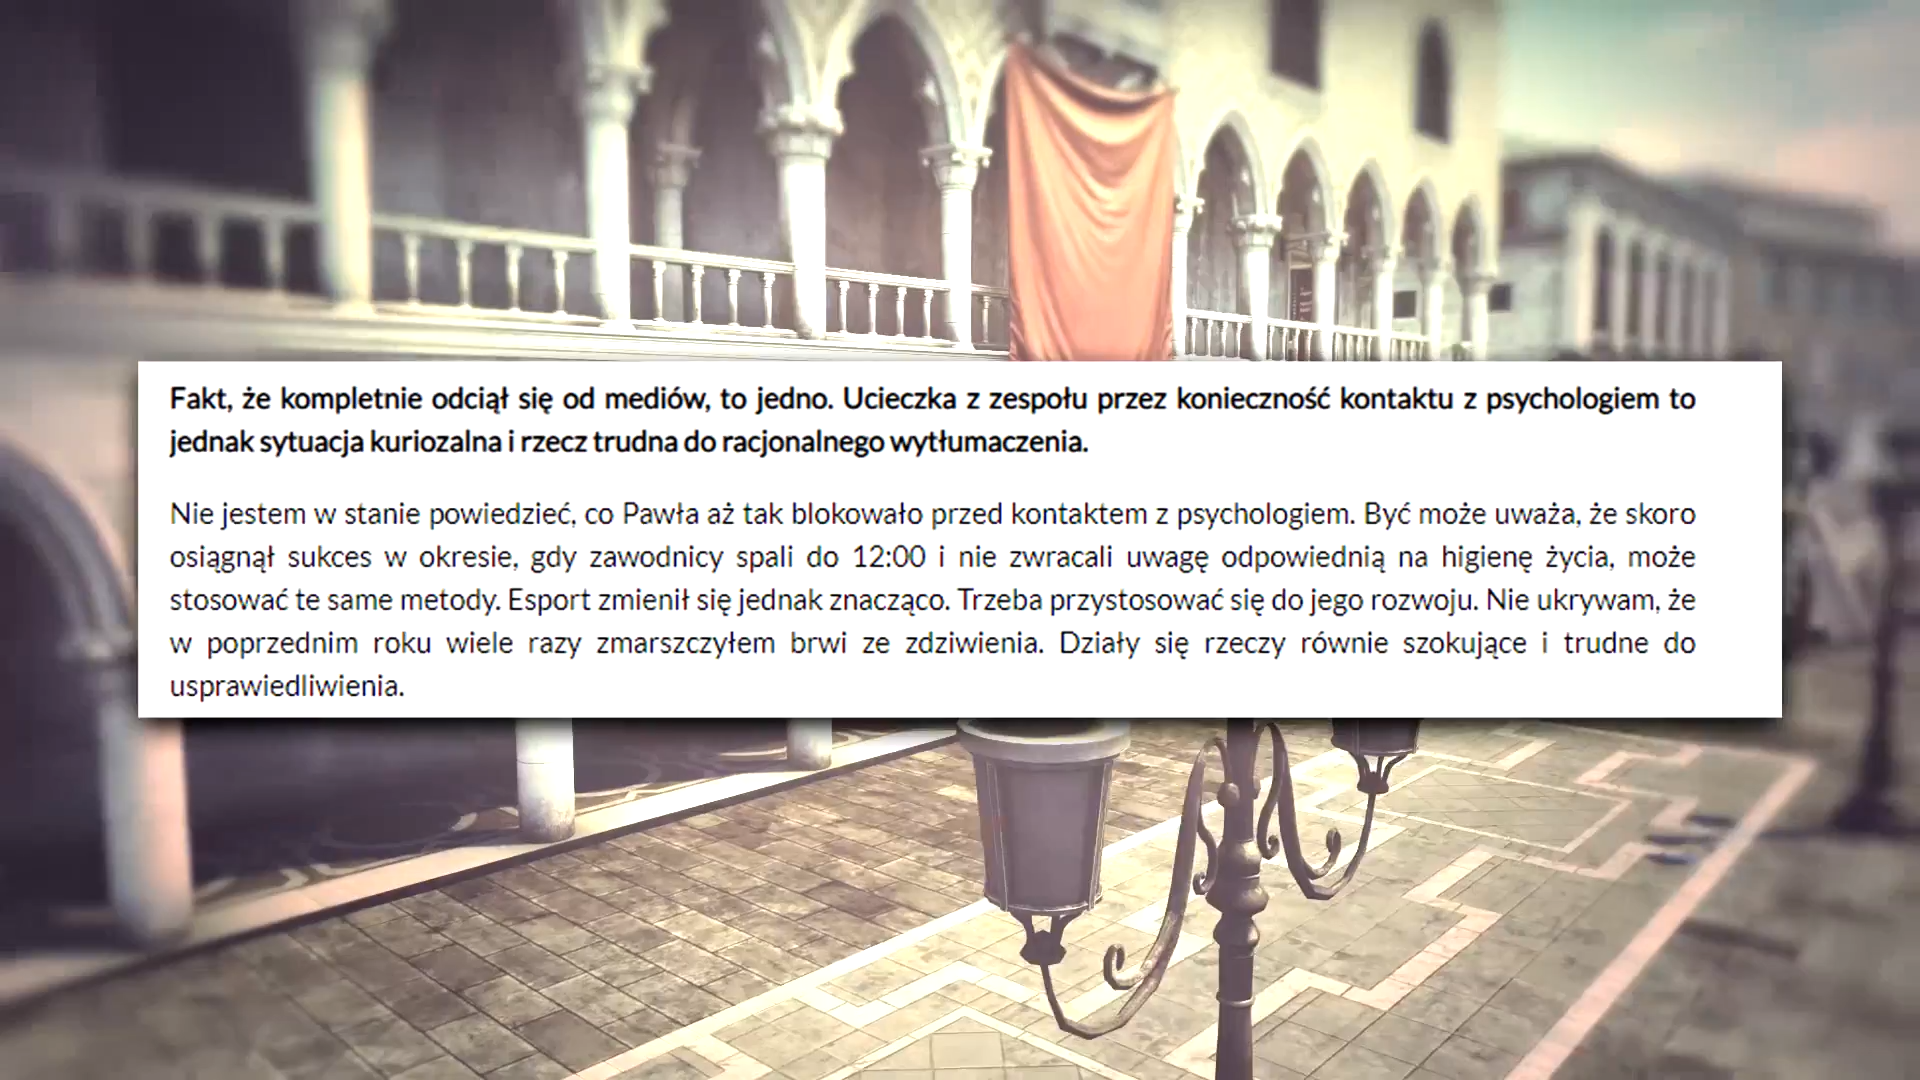 Fakt, że kompletnie odciął się od mediów, to jedno. Ucieczka z zespołu przez konieczność kontaktu z psychologiem to
jednak sytuacja kuriozalna i rzecz trudna do racjonalnego wytłumaczenia.
Nie jestem w stanie powiedzieć, co Pawła aż tak blokowało przed kontaktem z psychologiem. Być może uważa, że skoro
osiągnął sukces w okresie, gdy zawodnicy spali do 12:00 i nie zwracali uwagę odpowiednią na higienę życia, może
stosować te same metody. Esport zmienił się jednak znacząco. Trzeba przystosować się do jego rozwoju. Nie ukrywam, że
w poprzednim roku wiele razy zmarszczyłem brwi ze zdziwienia. Działy się rzeczy równie szokujące i trudne do
usprawiedliwienia.